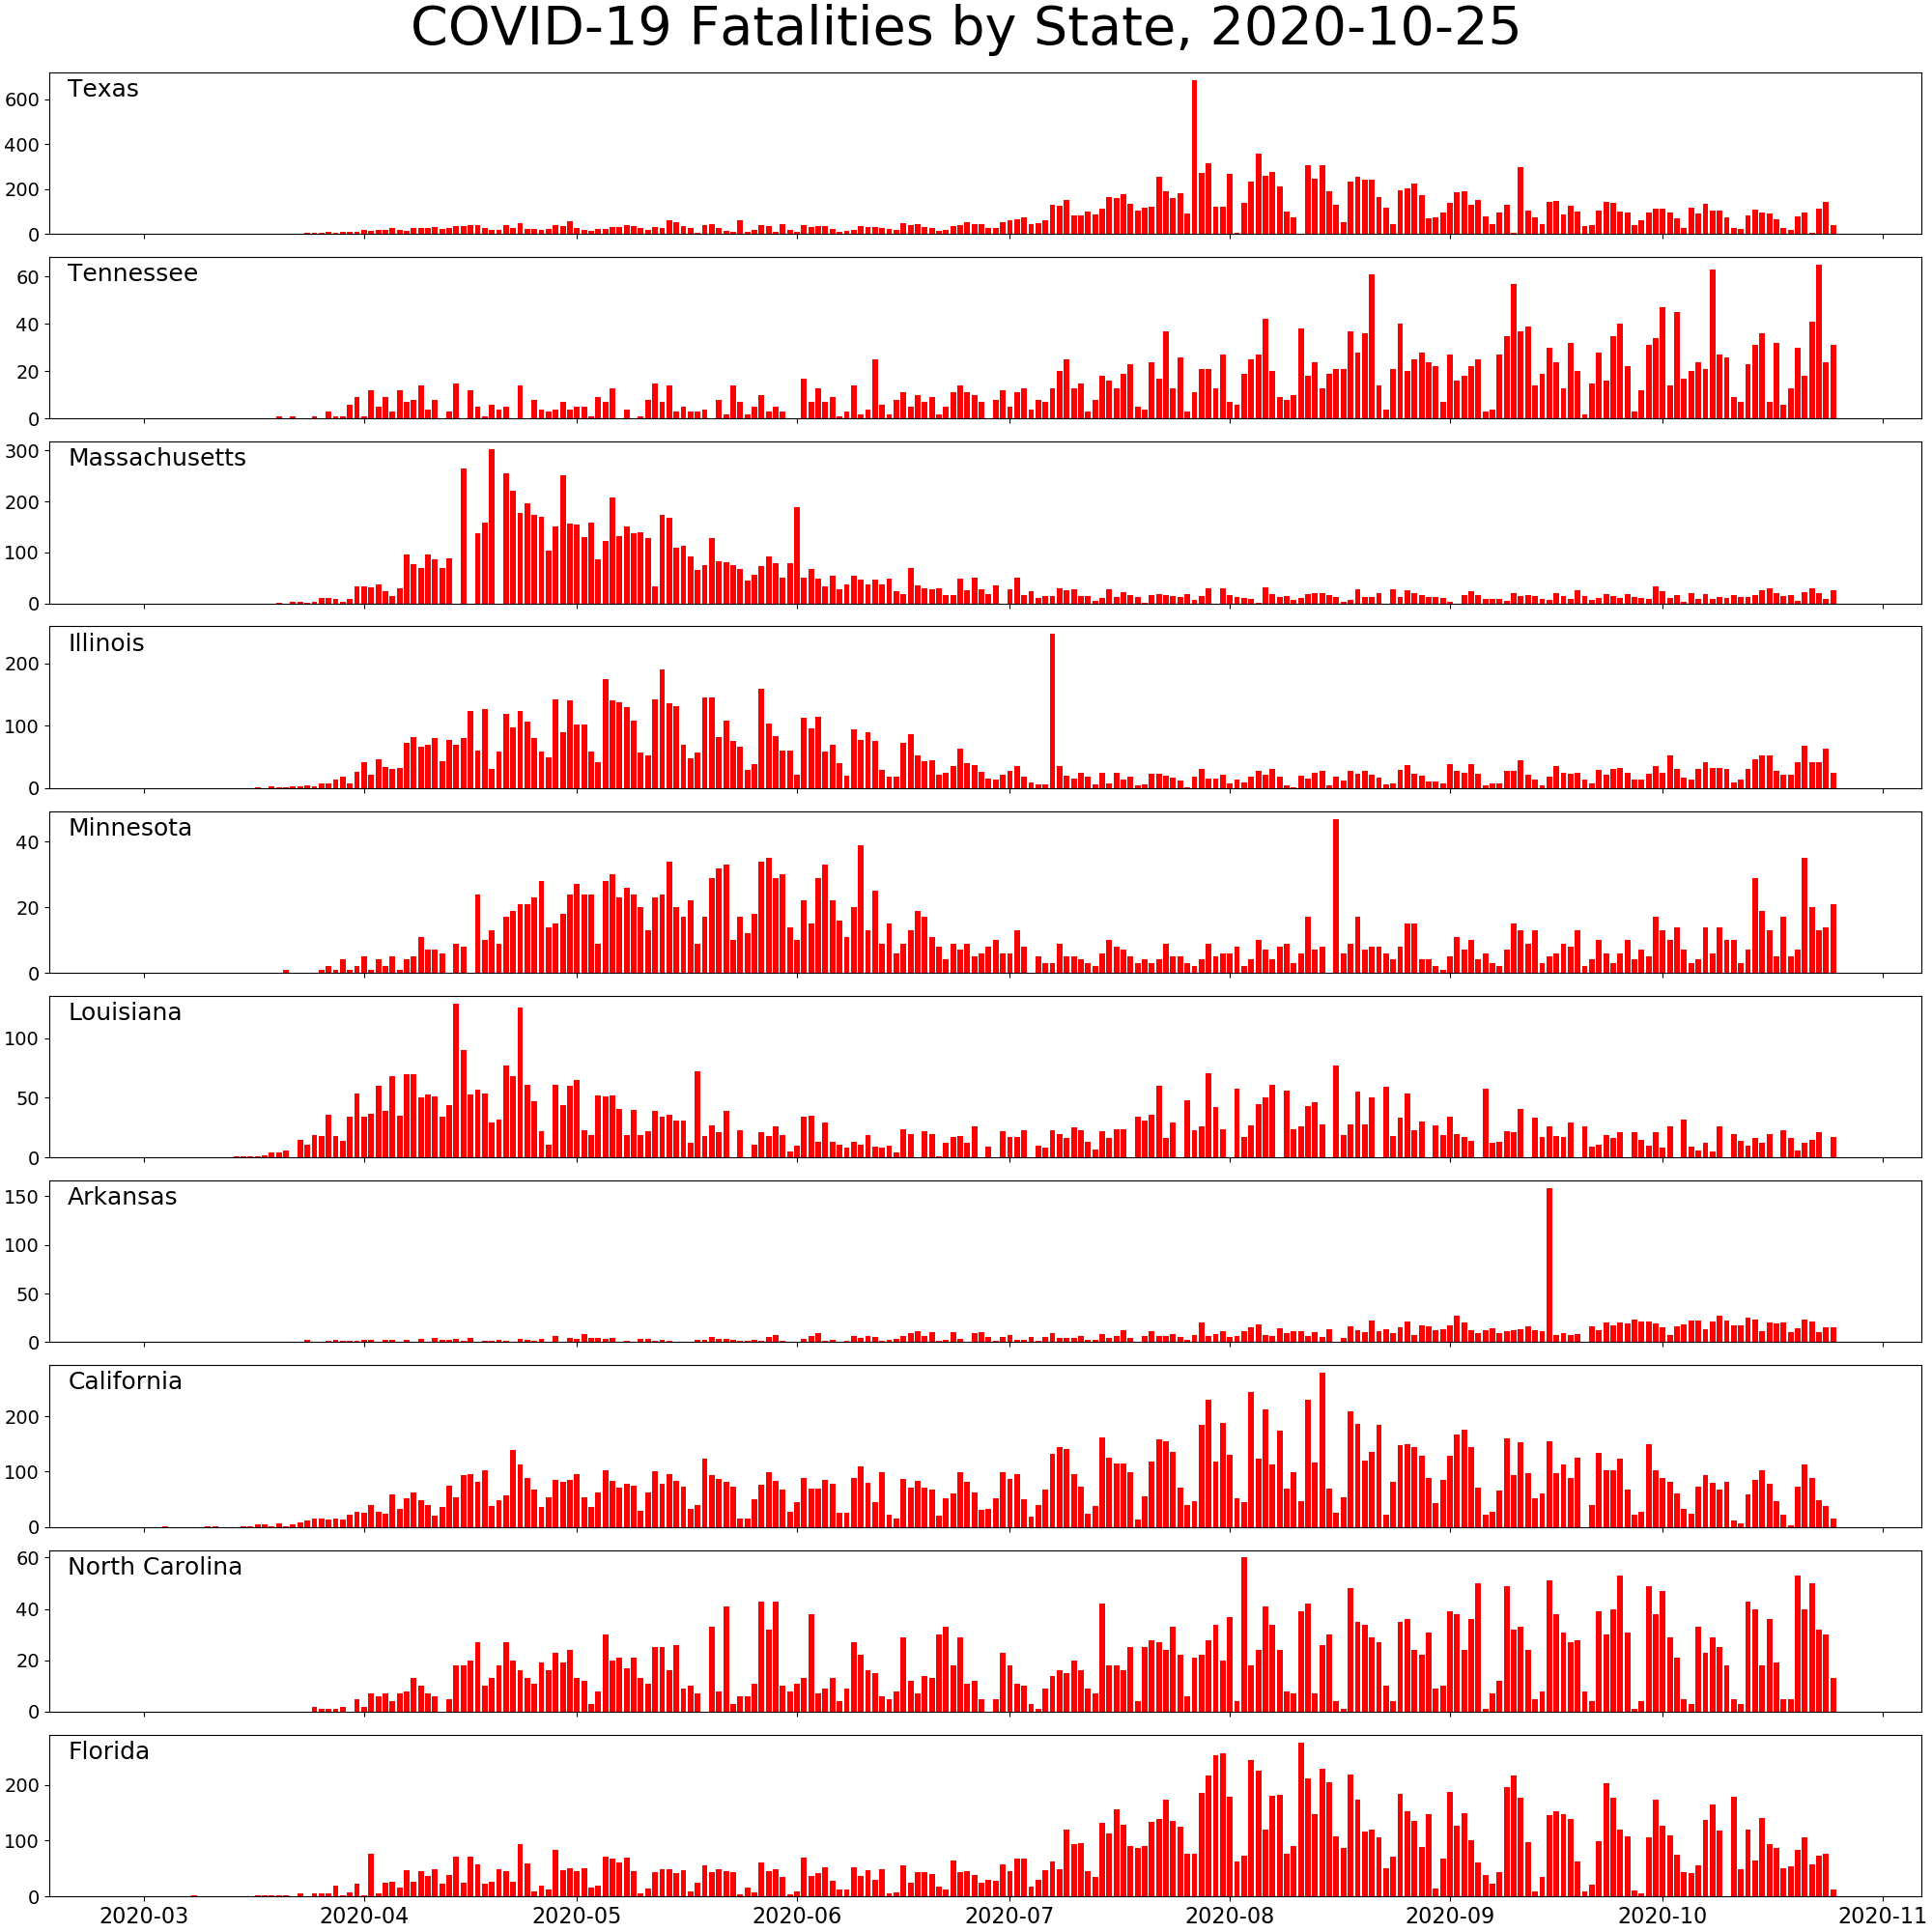 COVID-19 Fatalities by State, 2020-10-25
Texas
600
400
200
0
Tennessee
60
40
20
0
Massachusetts
300
200
100
0
Illinois
200
100
0
Minnesota
40
20
0
Louisiana
100
50
0
Arkansas
150
100
50
0
California
200
100
0
North Carolina
60
40
20
0
Florida
200
100
0
2020-03 2020-04 2020-05 2020-06 2020-07 2020-08 2020-09 2020-10 2020-11